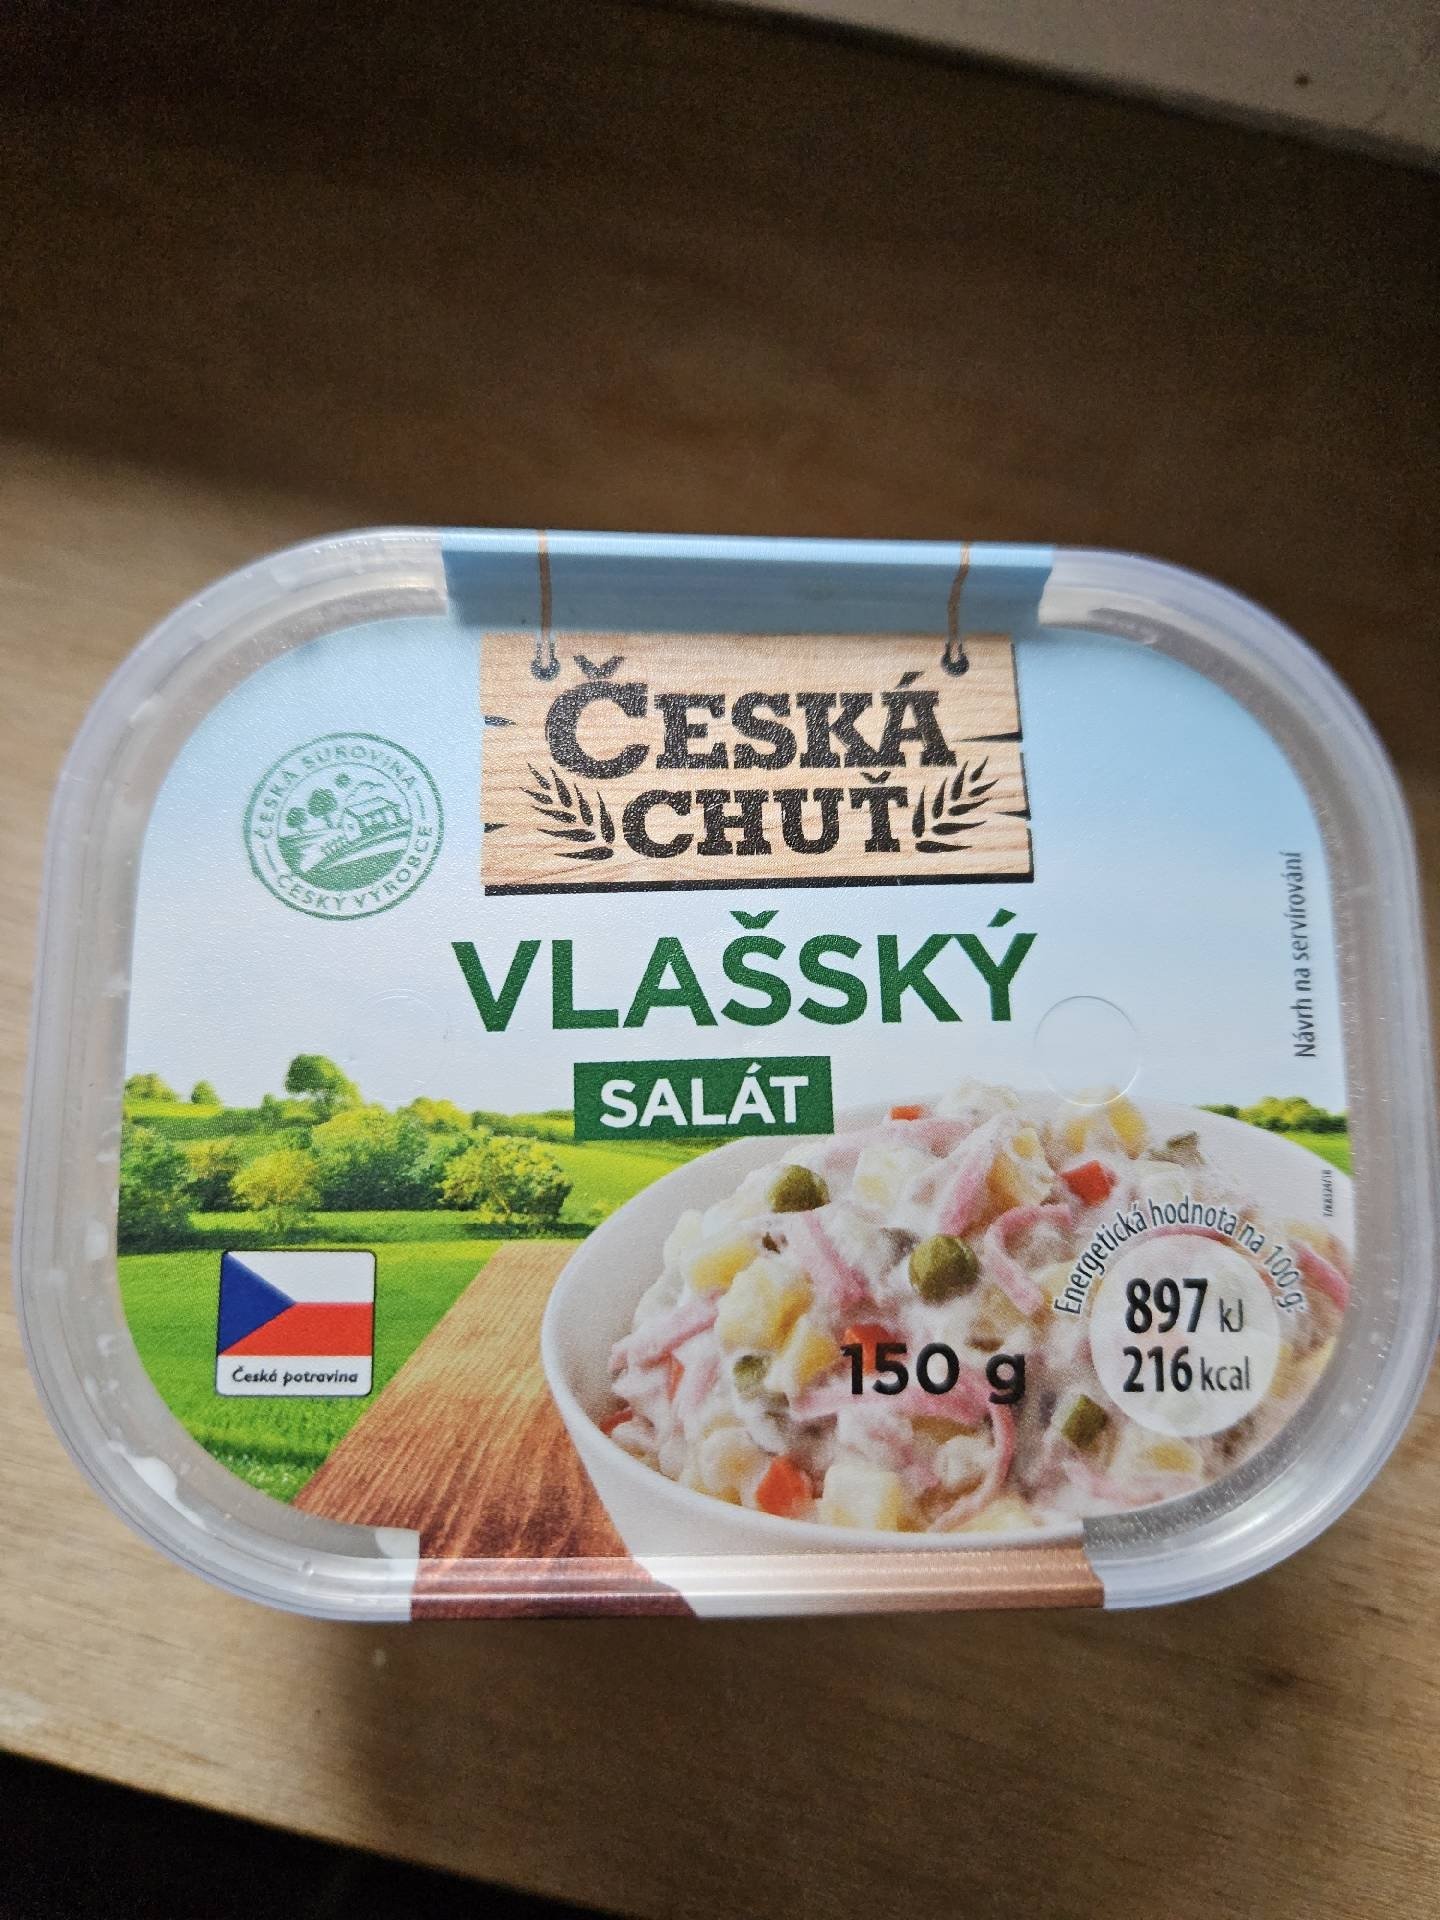 ČESKÁ
CHUŤ
ČESKÁ SUROVINA
ČESKÝ VÝROBCE
VLAŠSKÝ
SALÁT
Návrh na servírování
Česká potravina
150 g
Energetická hodnota na 100 g:
897 kJ
216 kcal